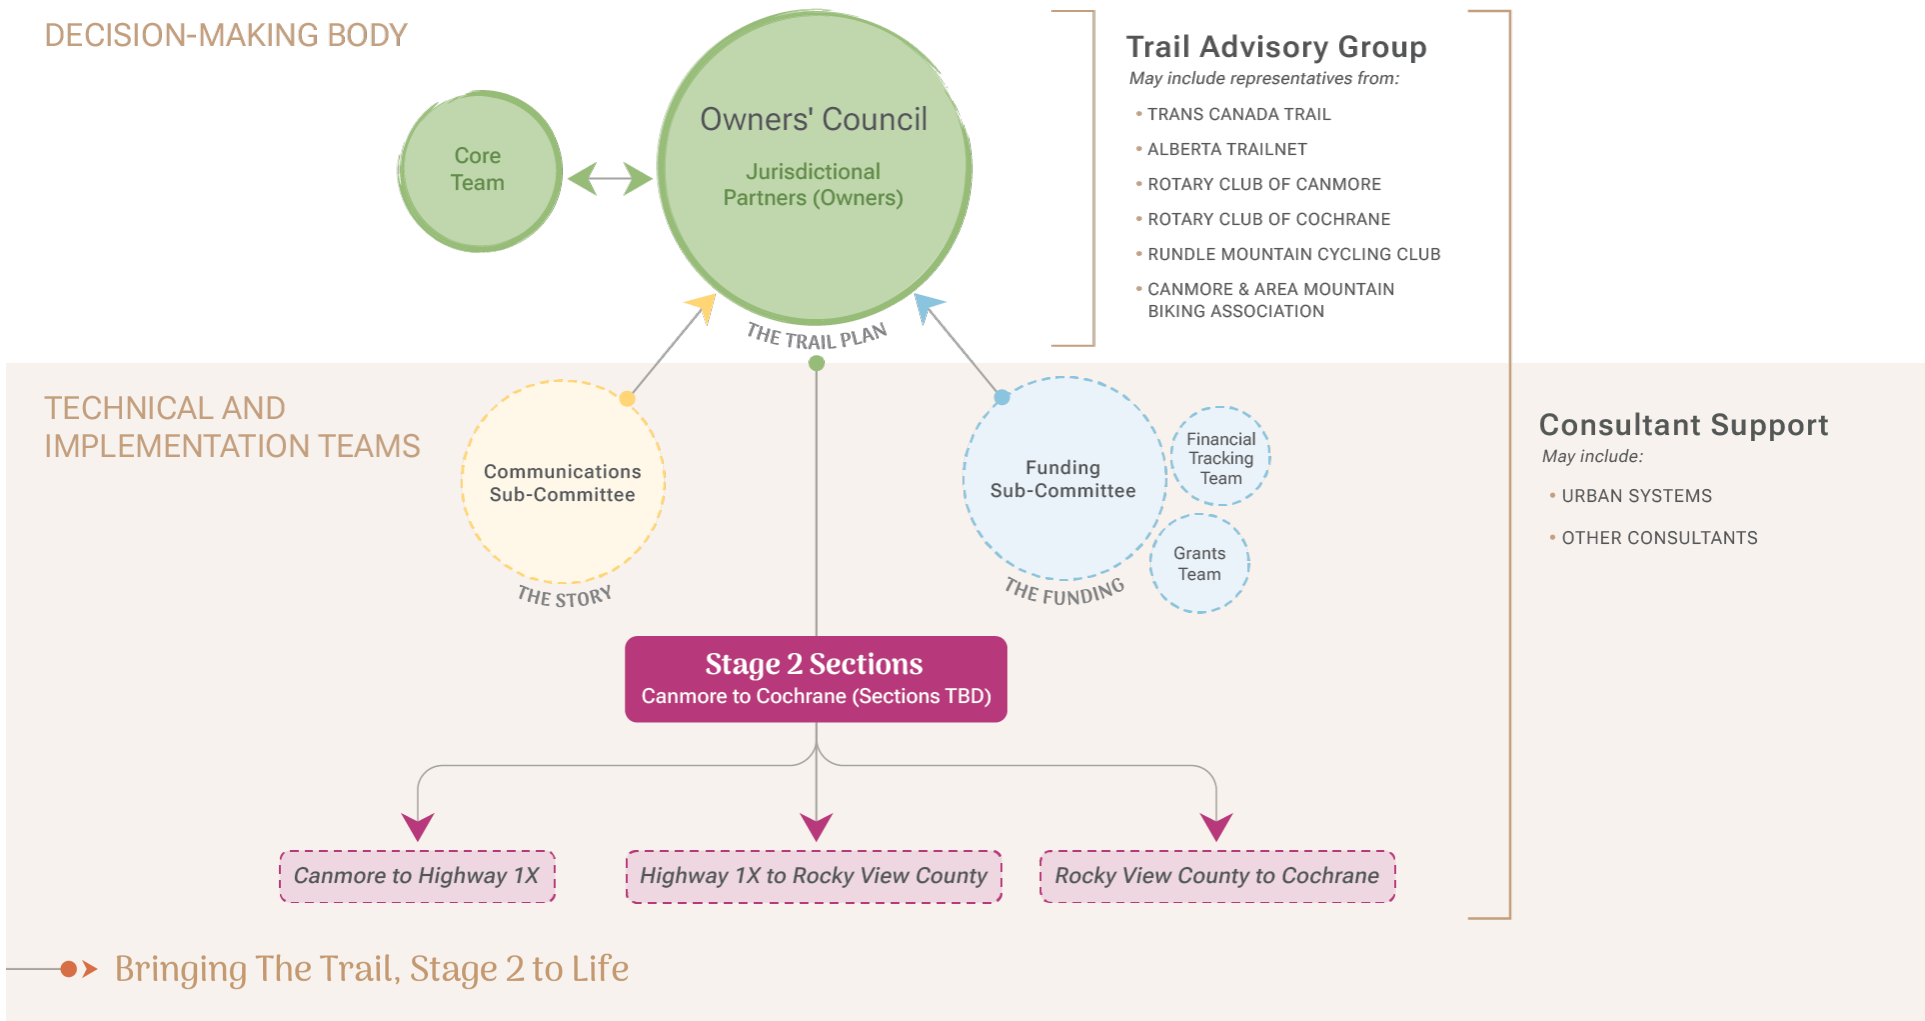 DECISION-MAKING BODY
Core
Team
Owners' Council
Jurisdictional
Partners (Owners)
THE TRAIL PLAN
Trail Advisory Group
May include representatives from:
• TRANS CANADA TRAIL
• ALBERTA TRAILNET
• ROTARY CLUB OF CANMORE
• ROTARY CLUB OF COCHRANE
• RUNDLE MOUNTAIN CYCLING CLUB
• CANMORE & AREA MOUNTAIN
BIKING ASSOCIATION
TECHNICAL AND
IMPLEMENTATION TEAMS
Communications
Sub-Committee
THE STORY
Funding
Sub-Committee
THE FUNDING
Financial
Tracking
Team
Grants
Team
Consultant Support
May include:
• URBAN SYSTEMS
• OTHER CONSULTANTS
Stage 2 Sections
Canmore to Cochrane (Sections TBD)
Canmore to Highway 1X
Highway 1X to Rocky View County
Rocky View County to Cochrane
Bringing The Trail, Stage 2 to Life